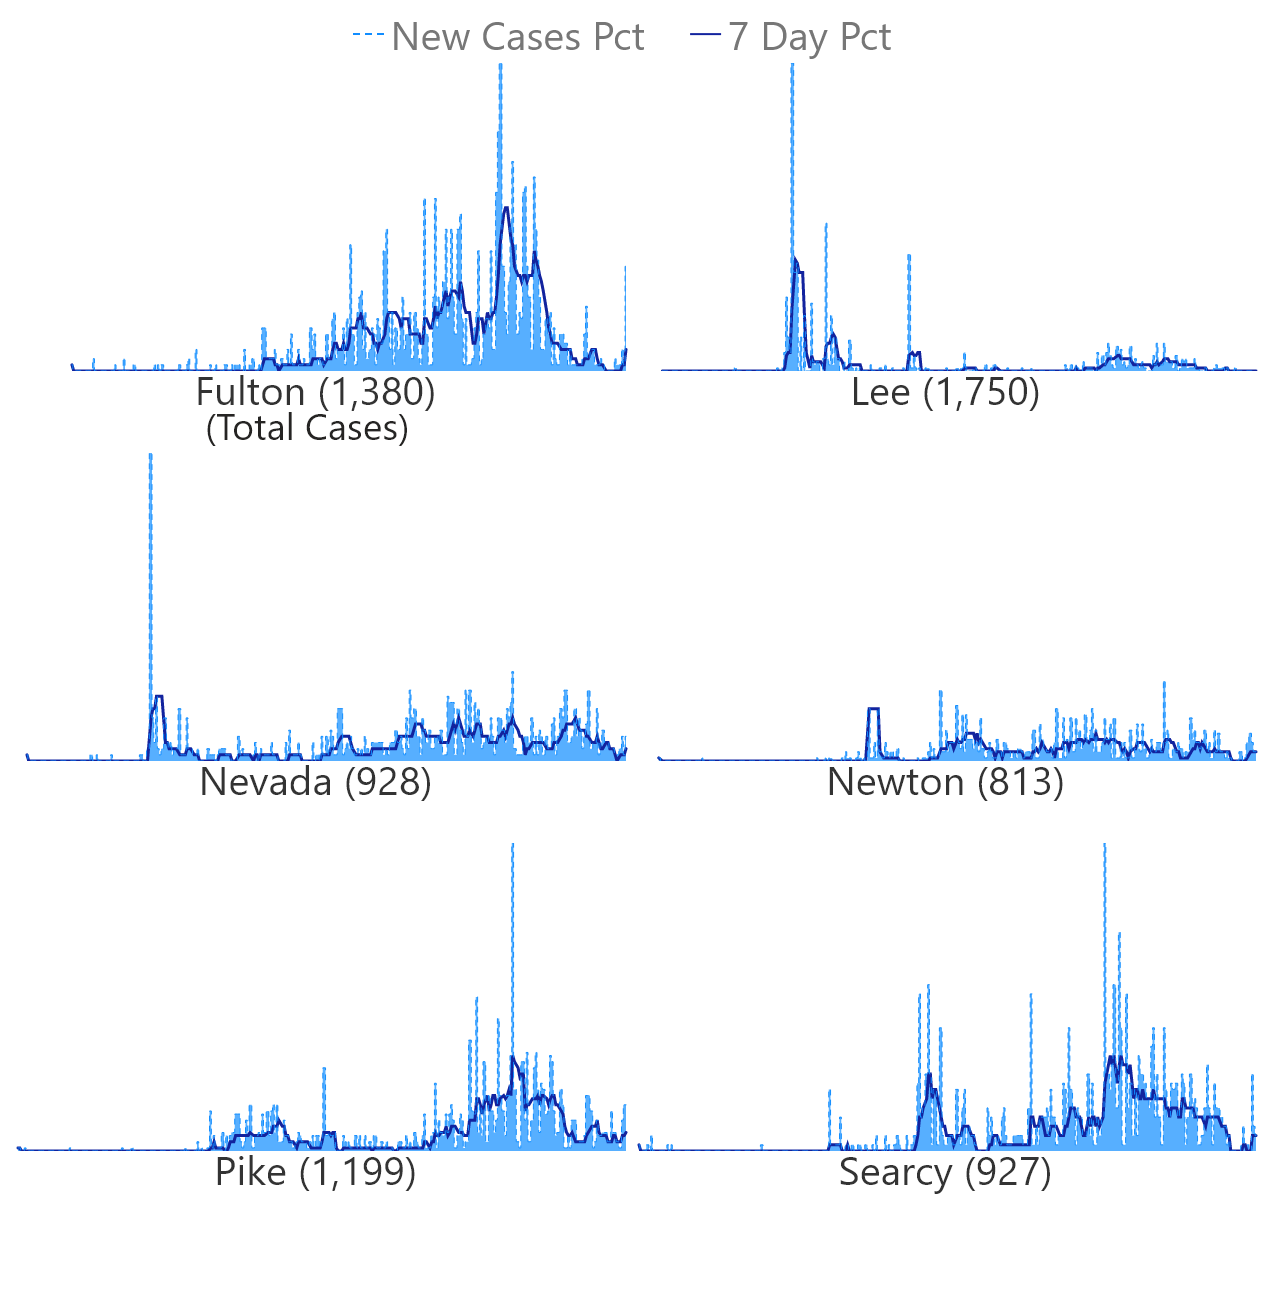 New Cases Pct 7 Day Pct
Fulton (1,380) Lee (1,750)
(Total Cases)
Nevada (928) Newton (813)
Pike (1,199) Searcy (927)